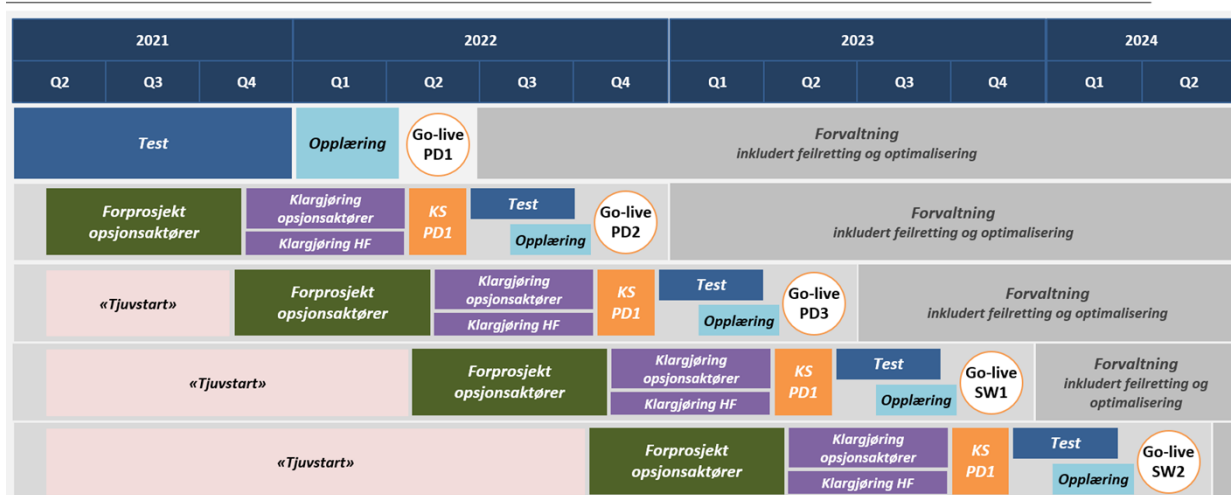 2021 2022 2023 2024
Q2 Q3 Q4 Q1 Q2 Q3 Q4 Q1 Q2 Q3 Q4 Q1 Q2
Test
Opplæring
Go-live
PD1
Forvaltning
inkludert feilretting og optimalisering
Forprosjekt
opsjonsaktører
Klargjøring
opsjonsaktører
Klargjøring HF
KS
PD1
Test
Opplæring
Go-live
PD2
Forvaltning
inkludert feilretting og optimalisering
«Tjuvstart»
Forprosjekt
opsjonsaktører
Klargjøring
opsjonsaktører
Klargjøring HF
KS
PD1
Test
Opplæring
Go-live
PD3
Forvaltning
inkludert feilretting og optimalisering
«Tjuvstart»
Forprosjekt
opsjonsaktører
Klargjøring
opsjonsaktører
Klargjøring HF
KS
PD1
Test
Opplæring
Go-live
SW1
Forvaltning
inkludert feilretting og
optimalisering
«Tjuvstart»
Forprosjekt
opsjonsaktører
Klargjøring
opsjonsaktører
Klargjøring HF
KS
PD1
Test
Opplæring
Go-live
SW2